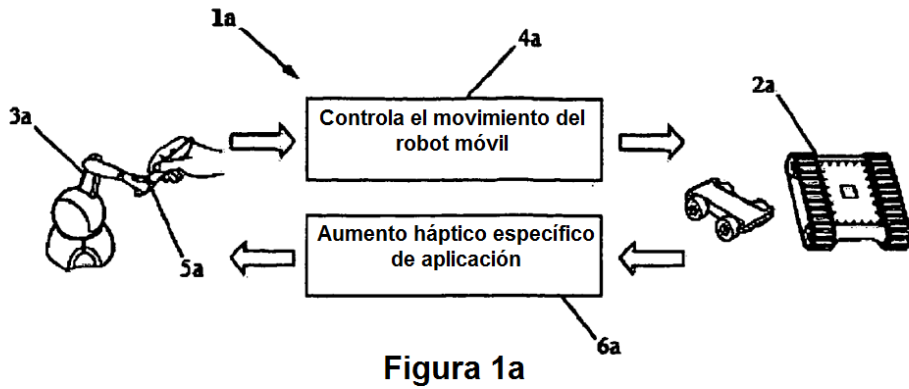 1a
4a
Controla el movimiento del
robot móvil
2a
3a
5a
Aumento háptico específico
de aplicación
6a
Figura 1a